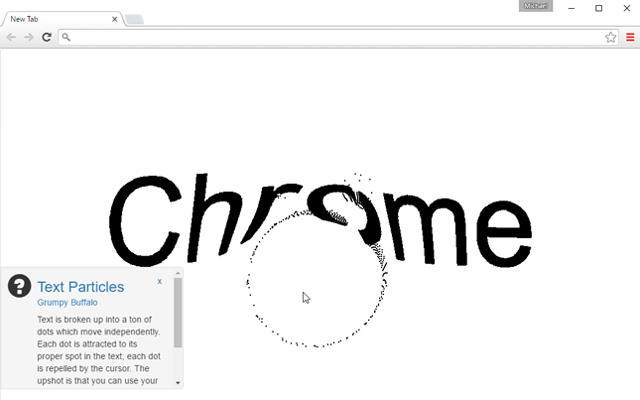 Michael
New Tab
Chrome
Text Particles
x
Grumpy Buffalo
Text is broken up into a ton of
dots which move independently.
Each dot is attracted to its
proper spot in the text; each dot
is repelled by the cursor. The
upshot is that you can use your